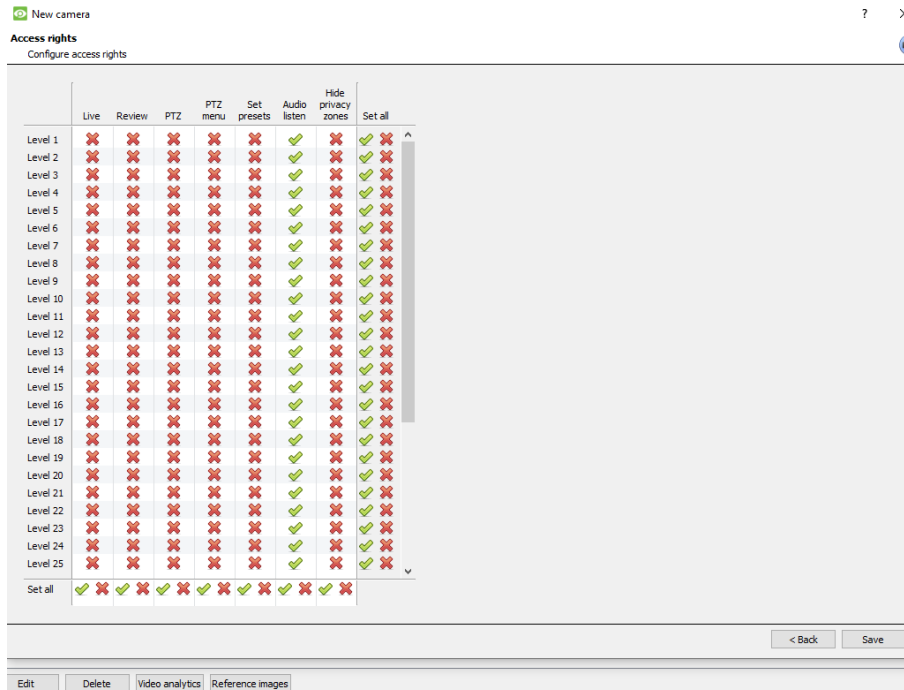 New camera
?
Access rights
Configure access rights
Live Review PTZ PTZ menu Set presets Audio listen Hide privacy zones Set all
Level 1
Level 2
Level 3
Level 4
Level 5
Level 6
Level 7
Level 8
Level 9
Level 10
Level 11
Level 12
Level 13
Level 14
Level 15
Level 16
Level 17
Level 18
Level 19
Level 20
Level 21
Level 22
Level 23
Level 24
Level 25
Set all
< Back Save
Edit Delete Video analytics Reference images